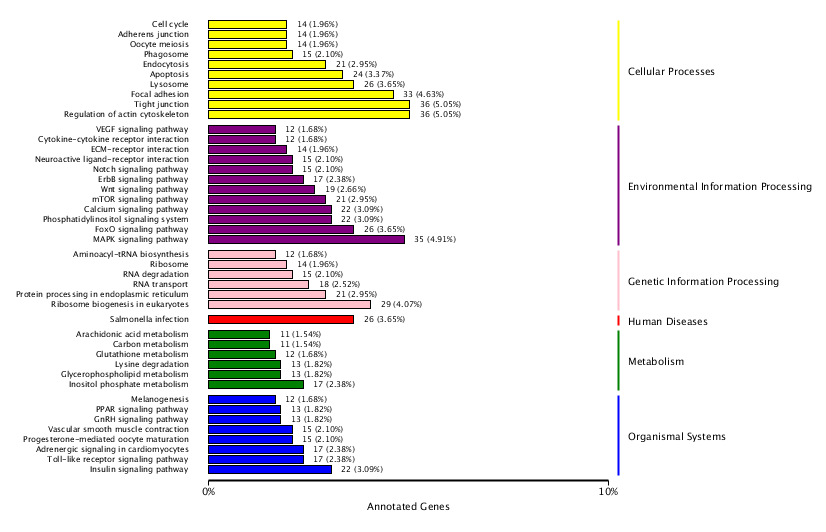 Cell cycle 14 (1.96%)
Adherens junction 14 (1.96%)
Oocyte meiosis 14 (1.96%)
Phagosome 15 (2.10%)
Endocytosis 21 (2.95%)
Apoptosis 24 (3.37%)
Lysosome 26 (3.65%)
Focal adhesion 33 (4.63%)
Tight junction 36 (5.05%)
Regulation of actin cytoskeleton 36 (5.05%)
Cellular Processes
VEGF signaling pathway 12 (1.68%)
Cytokine-cytokine receptor interaction 12 (1.68%)
ECM-receptor interaction 14 (1.96%)
Neuroactive ligand-receptor interaction 15 (2.10%)
Notch signaling pathway 15 (2.10%)
ErbB signaling pathway 17 (2.38%)
Wnt signaling pathway 19 (2.66%)
mTOR signaling pathway 21 (2.95%)
Calcium signaling pathway 22 (3.09%)
Phosphatidylinositol signaling system 22 (3.09%)
FoxO signaling pathway 26 (3.65%)
MAPK signaling pathway 35 (4.91%)
Environmental Information Processing
Aminoacyl-tRNA biosynthesis 12 (1.68%)
Ribosome 14 (1.96%)
RNA degradation 15 (2.10%)
RNA transport 18 (2.52%)
Protein processing in endoplasmic reticulum 21 (2.95%)
Ribosome biogenesis in eukaryotes 29 (4.07%)
Genetic Information Processing
Salmonella infection 26 (3.65%)
Human Diseases
Arachidonic acid metabolism 11 (1.54%)
Carbon metabolism 11 (1.54%)
Glutathione metabolism 12 (1.68%)
Lysine degradation 13 (1.82%)
Glycerophospholipid metabolism 13 (1.82%)
Inositol phosphate metabolism 17 (2.38%)
Metabolism
Melanogenesis 12 (1.68%)
PPAR signaling pathway 13 (1.82%)
GnRH signaling pathway 13 (1.82%)
Vascular smooth muscle contraction 15 (2.10%)
Progesterone-mediated oocyte maturation 15 (2.10%)
Adrenergic signaling in cardiomyocytes 17 (2.38%)
Toll-like receptor signaling pathway 17 (2.38%)
Insulin signaling pathway 22 (3.09%)
Organismal Systems
0% 10%
Annotated Genes